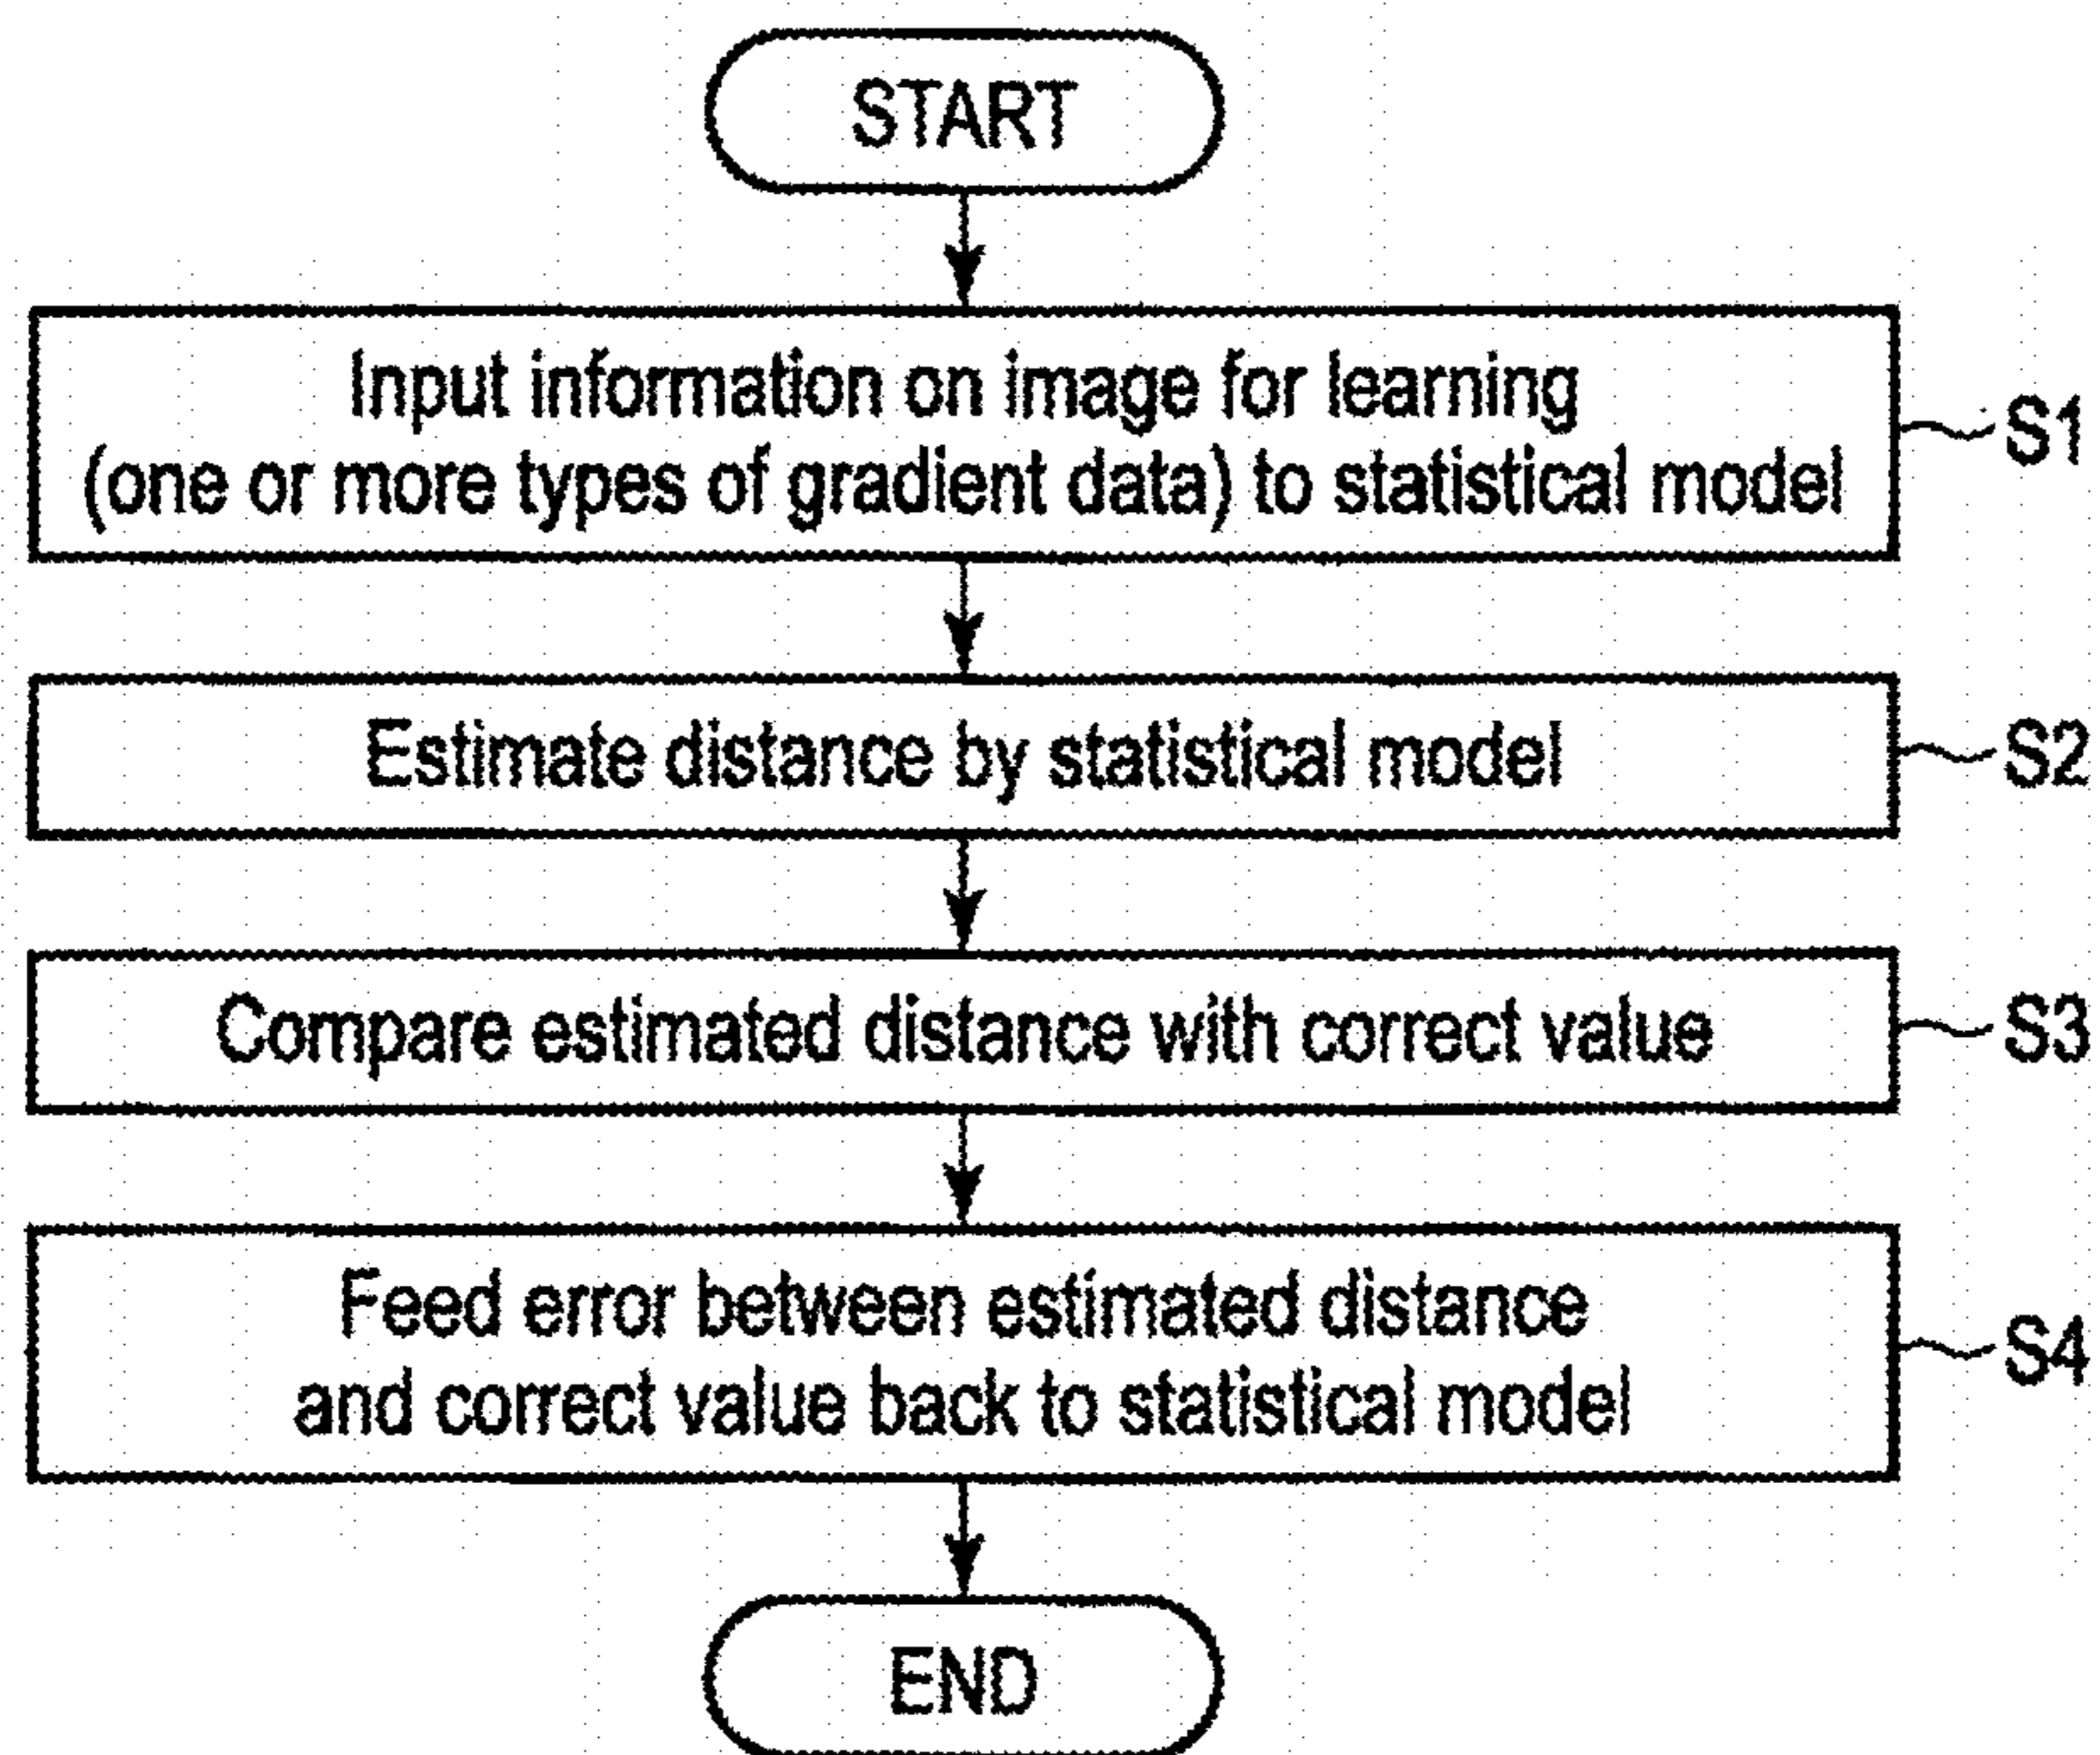 START
Input information on image for learning
(one or more types of gradient data) to statistical model
S1
Estimate distance by statistical model
S2
Compare estimated distance with correct value
S3
Feed error between estimated distance
and correct value back to statistical model
S4
END